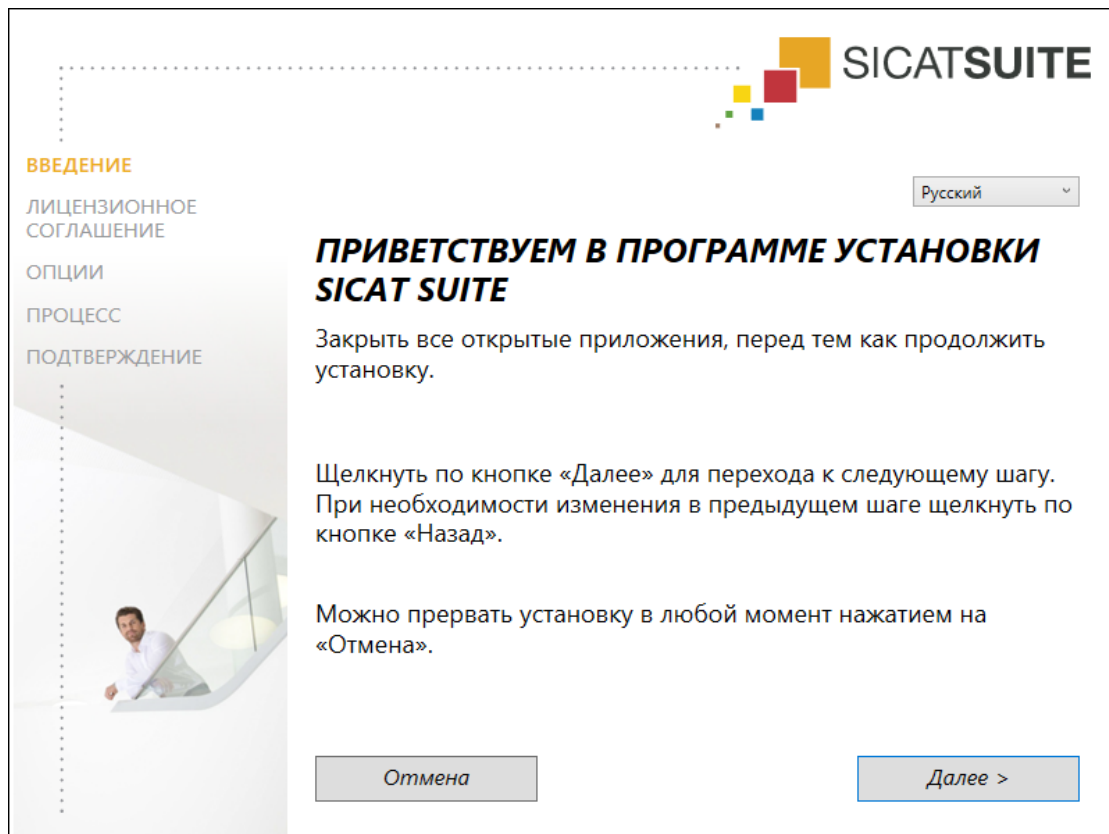 SICATSUITE
ВВЕДЕНИЕ
ЛИЦЕНЗИОННОЕ
СОГЛАШЕНИЕ
ОПЦИИ
ПРОЦЕСС
ПОДТВЕРЖДЕНИЕ
Русский
ПРИВЕТСТВУЕМ В ПРОГРАММЕ УСТАНОВКИ
SICAT SUITE
Закрыть все открытые приложения, перед тем как продолжить
установку.
Щелкнуть по кнопке «Далее» для перехода к следующему шагу.
При необходимости изменения в предыдущем шаге щелкнуть по
кнопке «Назад».
Можно прервать установку в любой момент нажатием на
«Отмена».
Отмена
Далее >